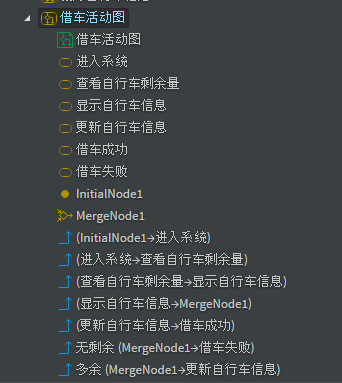 借车活动图
借车活动图
进入系统
查看自行车剩余量
显示自行车信息
更新自行车信息
借车成功
借车失败
InitialNode1
MergeNode1
(InitialNode1→进入系统)
(进入系统→查看自行车剩余量)
(查看自行车剩余量→显示自行车信息)
(显示自行车信息→MergeNode1)
(更新自行车信息→借车成功)
无剩余 (MergeNode1→借车失败)
多余 (MergeNode1→更新自行车信息)